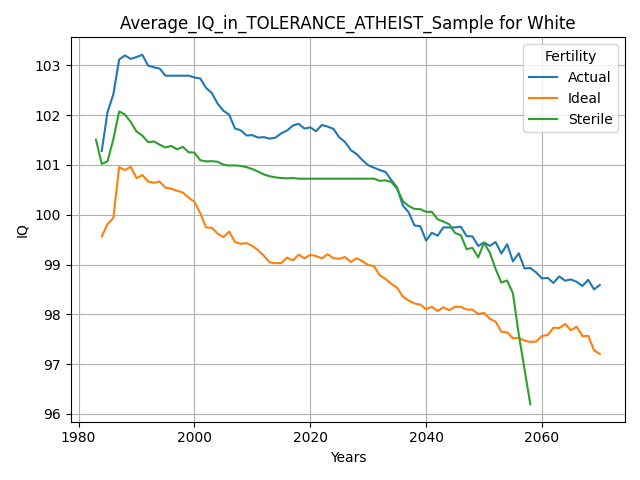 Average_IQ_in_TOLERANCE_ATHEIST_Sample for White
Fertility
Actual
Ideal
Sterile
103
102
101
100
99
98
97
96
IQ
1980
2000
2020
2040
2060
Years